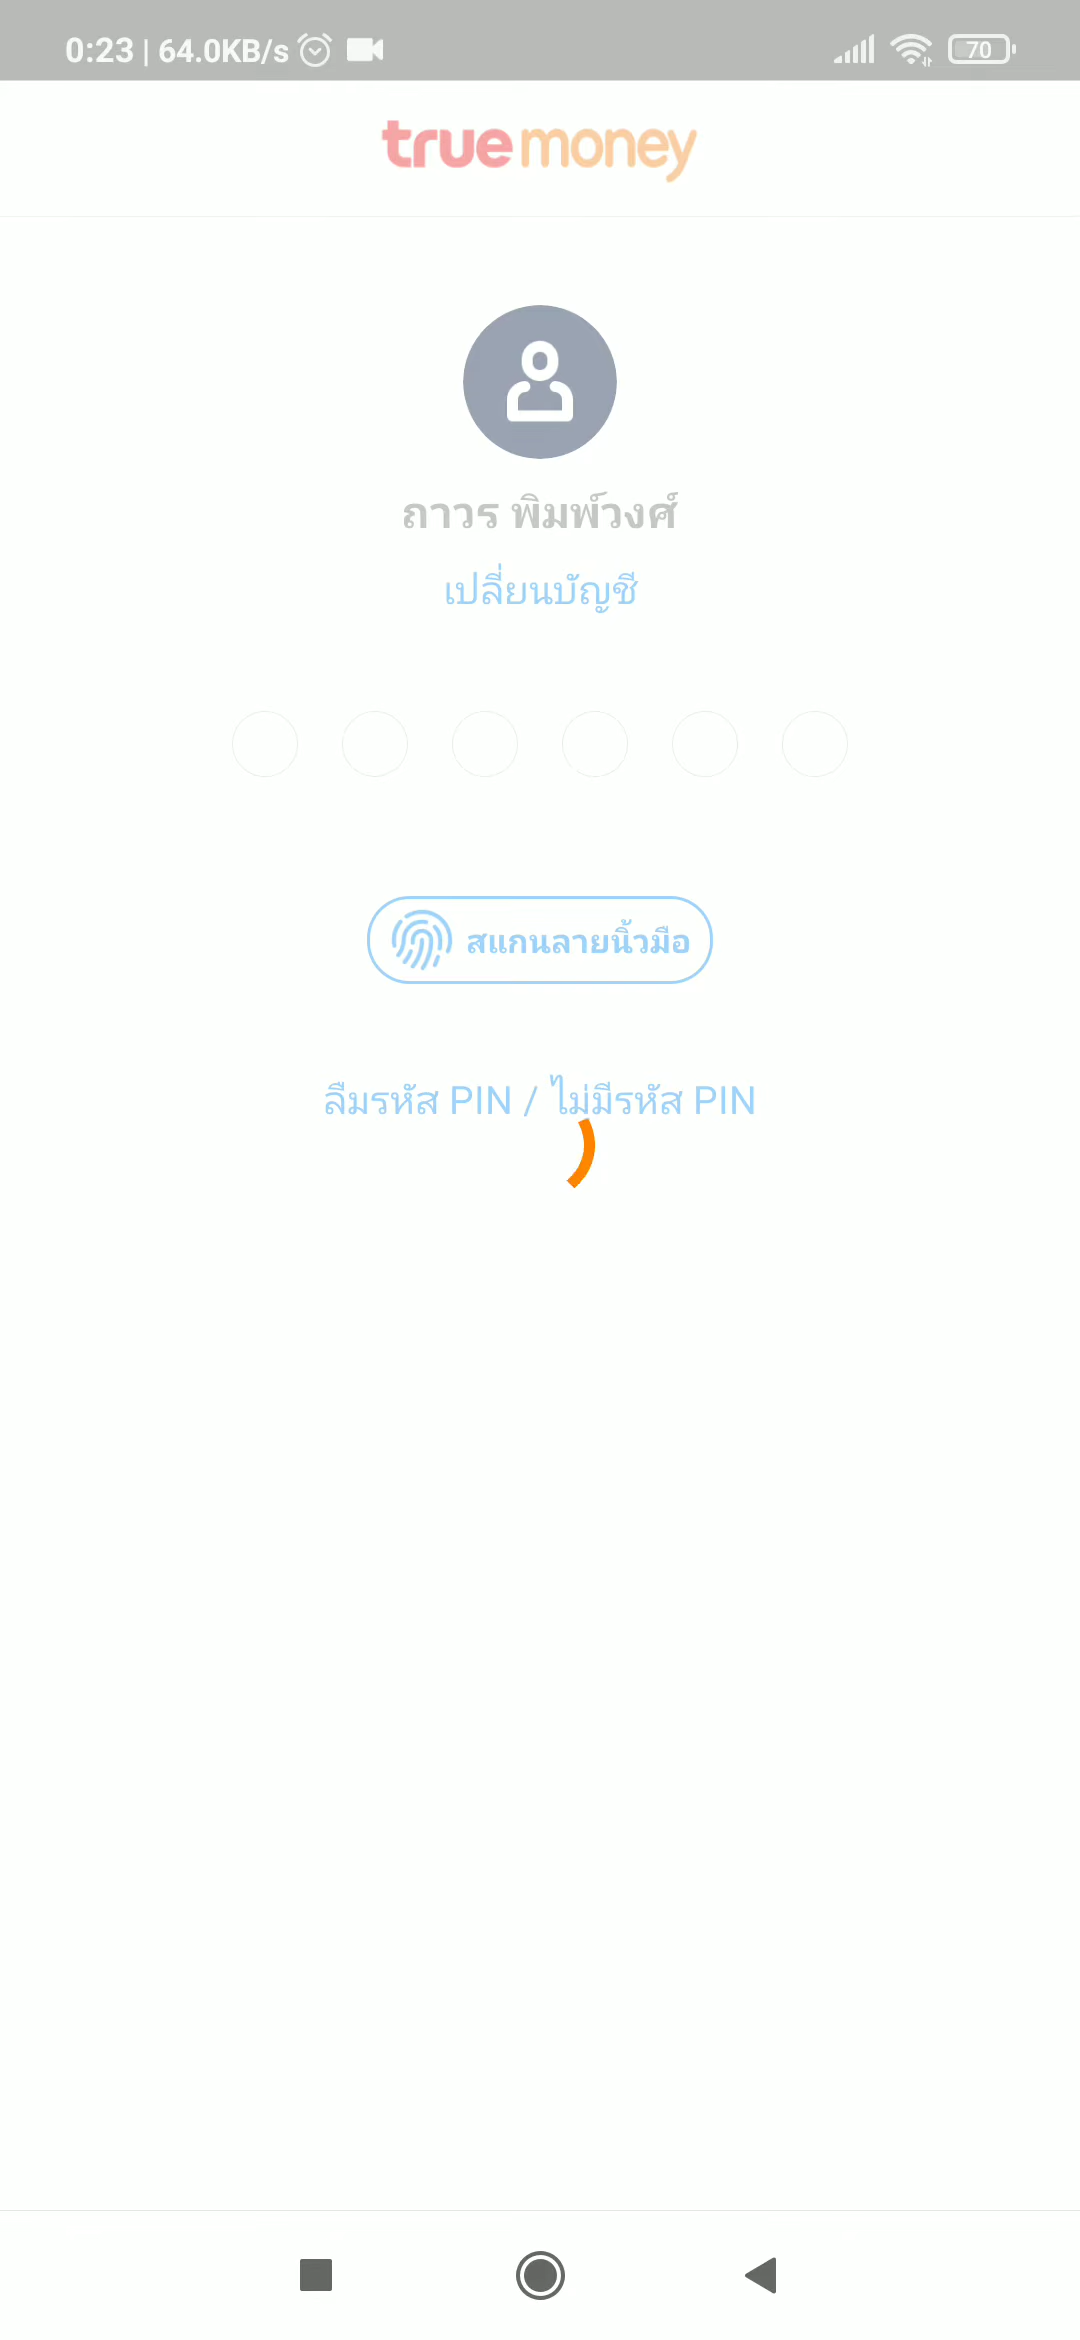 0:23 | 64.0KB/s
70
truemoney
ถาวร พิมพ์วงศ์
เปลี่ยนบัญชี
สแกนลายนิ้วมือ
ลืมรหัส PIN / ไม่มีรหัส PIN